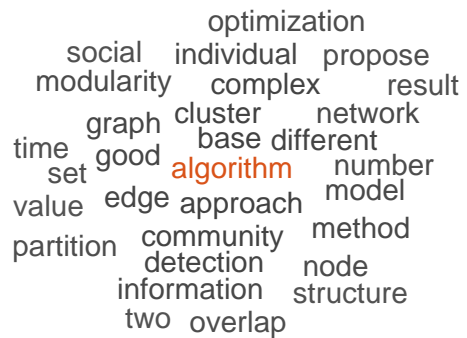 optimization
social individual propose
modularity complex result
cluster network
graph base different
time good algorithm number
set model
value edge approach
community method
partition detection node
information structure
two overlap